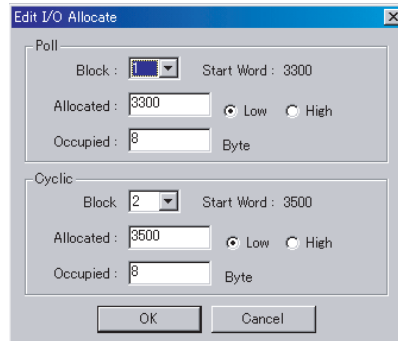 Edit I/O Allocate
Poll
Block : 1 Start Word : 3300
Allocated : 3300 Low High
Occupied : 8 Byte
Cyclic
Block 2 Start Word : 3500
Allocated : 3500 Low High
Occupied : 8 Byte
OK Cancel